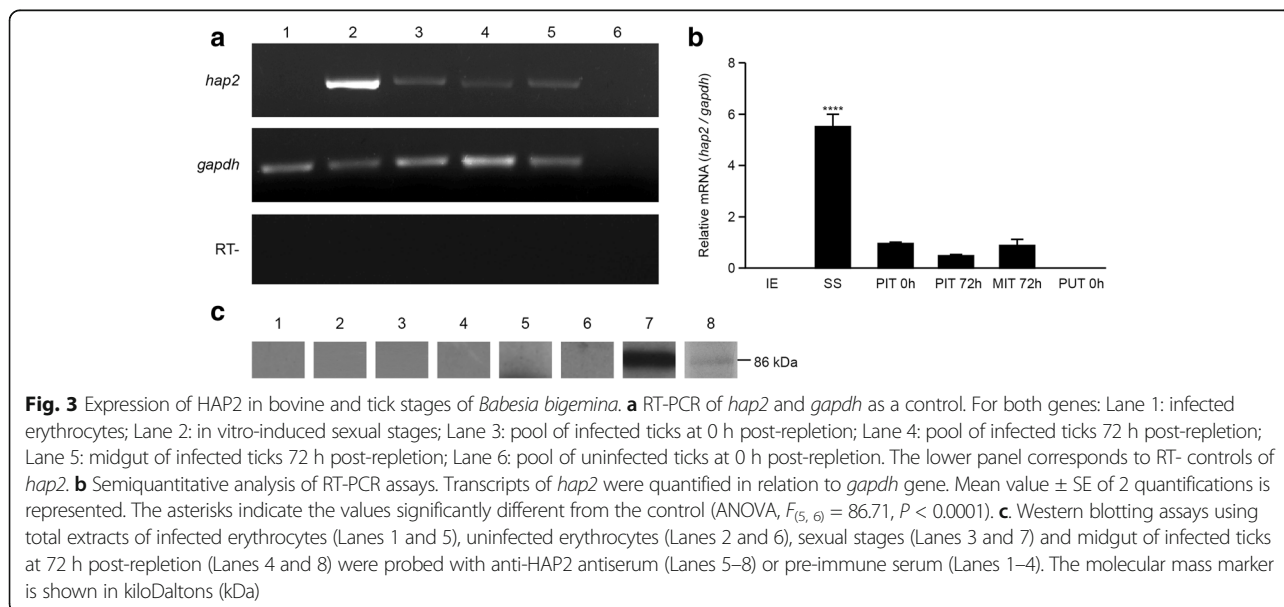 a
1 2 3 4 5 6
hap2
gapdh
RT-
b
Relative mRNA (hap2 / gapdh)
8
6
4
2
0
****
IE SS PIT 0h PIT 72h MIT 72h PUT 0h
c
1 2 3 4 5 6 7 8
86 kDa
Fig. 3 Expression of HAP2 in bovine and tick stages of Babesia bigemina. a RT-PCR of hap2 and gapdh as a control. For both genes: Lane 1: infected
erythrocytes; Lane 2: in vitro-induced sexual stages; Lane 3: pool of infected ticks at 0 h post-repletion; Lane 4: pool of infected ticks 72 h post-repletion;
Lane 5: midgut of infected ticks 72 h post-repletion; Lane 6: pool of uninfected ticks at 0 h post-repletion. The lower panel corresponds to RT- controls of
hap2. b Semiquantitative analysis of RT-PCR assays. Transcripts of hap2 were quantified in relation to gapdh gene. Mean value ± SE of 2 quantifications is
represented. The asterisks indicate the values significantly different from the control (ANOVA, F(5, 6) = 86.71, P < 0.0001). c. Western blotting assays using
total extracts of infected erythrocytes (Lanes 1 and 5), uninfected erythrocytes (Lanes 2 and 6), sexual stages (Lanes 3 and 7) and midgut of infected ticks
at 72 h post-repletion (Lanes 4 and 8) were probed with anti-HAP2 antiserum (Lanes 5–8) or pre-immune serum (Lanes 1–4). The molecular mass marker
is shown in kiloDaltons (kDa)